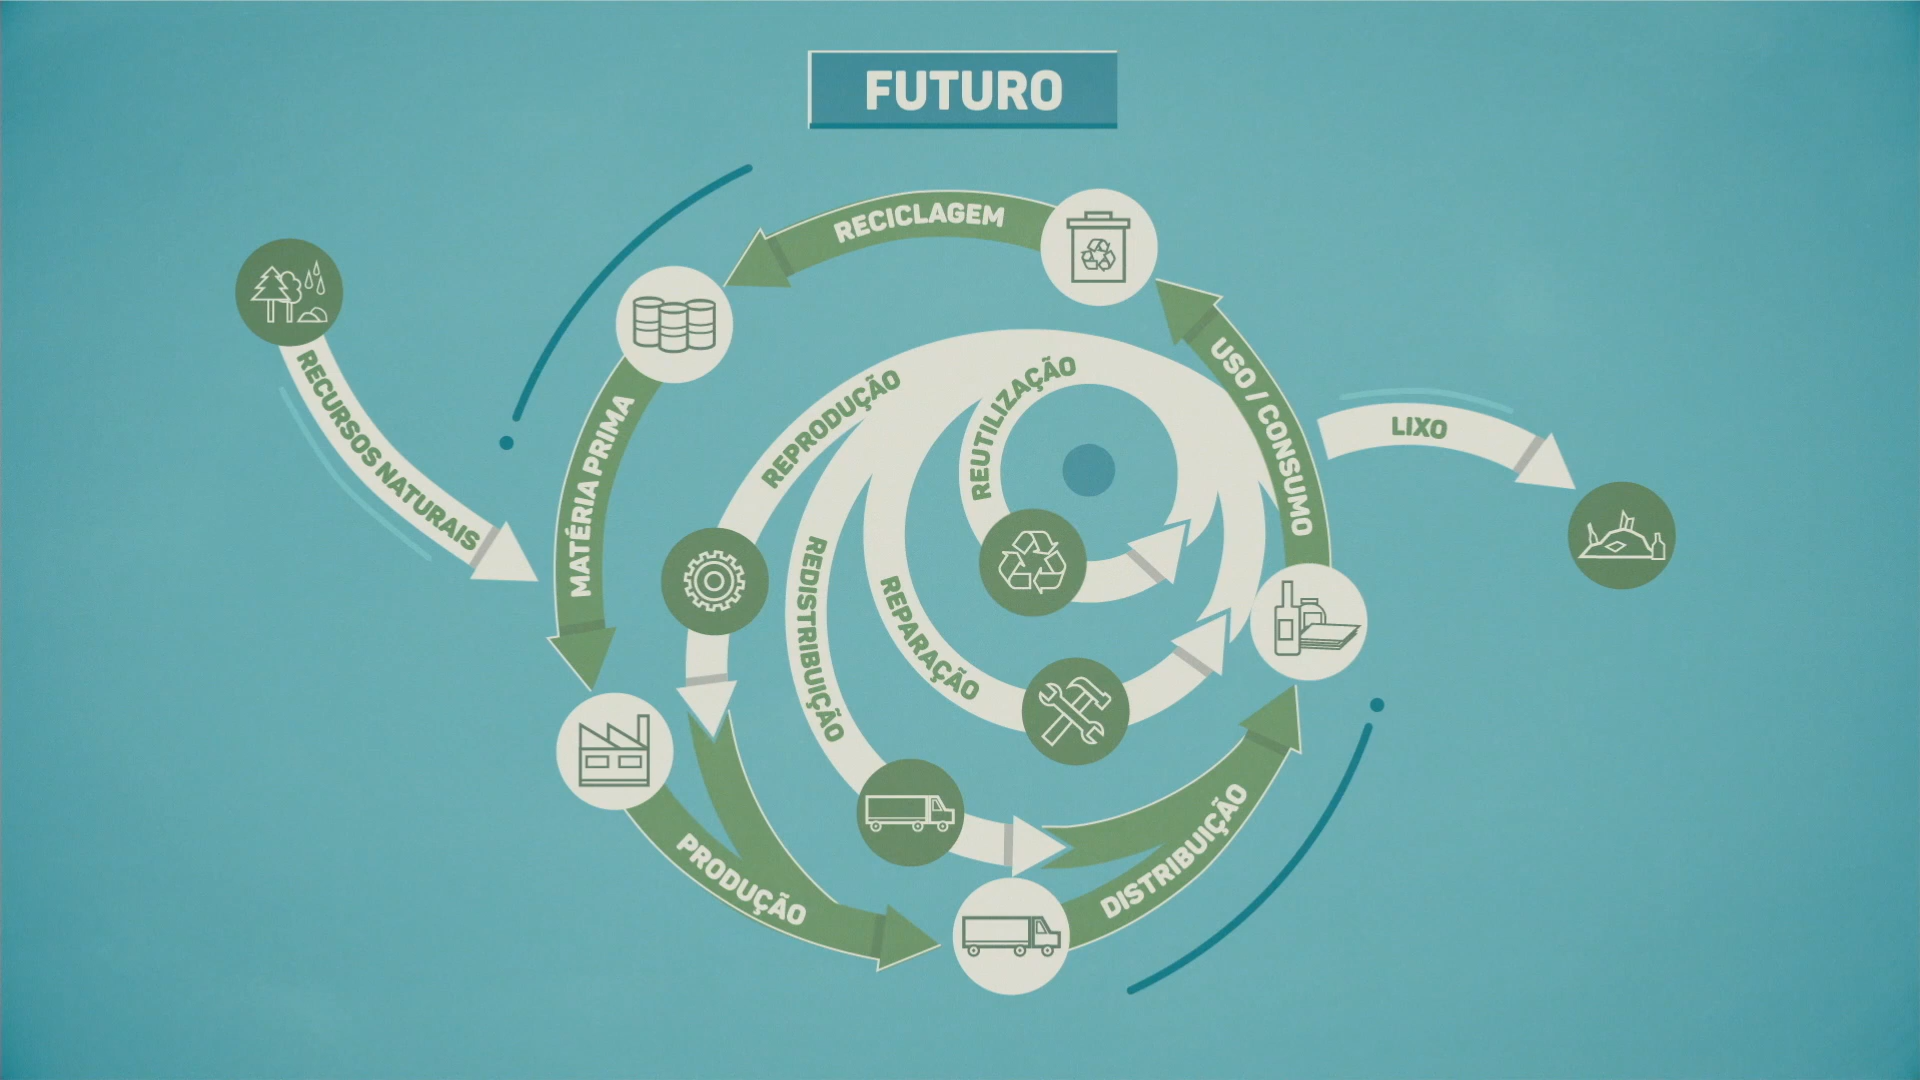 FUTURO
RECICLAGEM
RECURSOS NATURAIS
MATÉRIA PRIMA
REPRODUÇÃO
REUTILIZAÇÃO
USO / CONSUMO
LIXO
REDISTRIBUIÇÃO
REPARAÇÃO
PRODUÇÃO
DISTRIBUIÇÃO